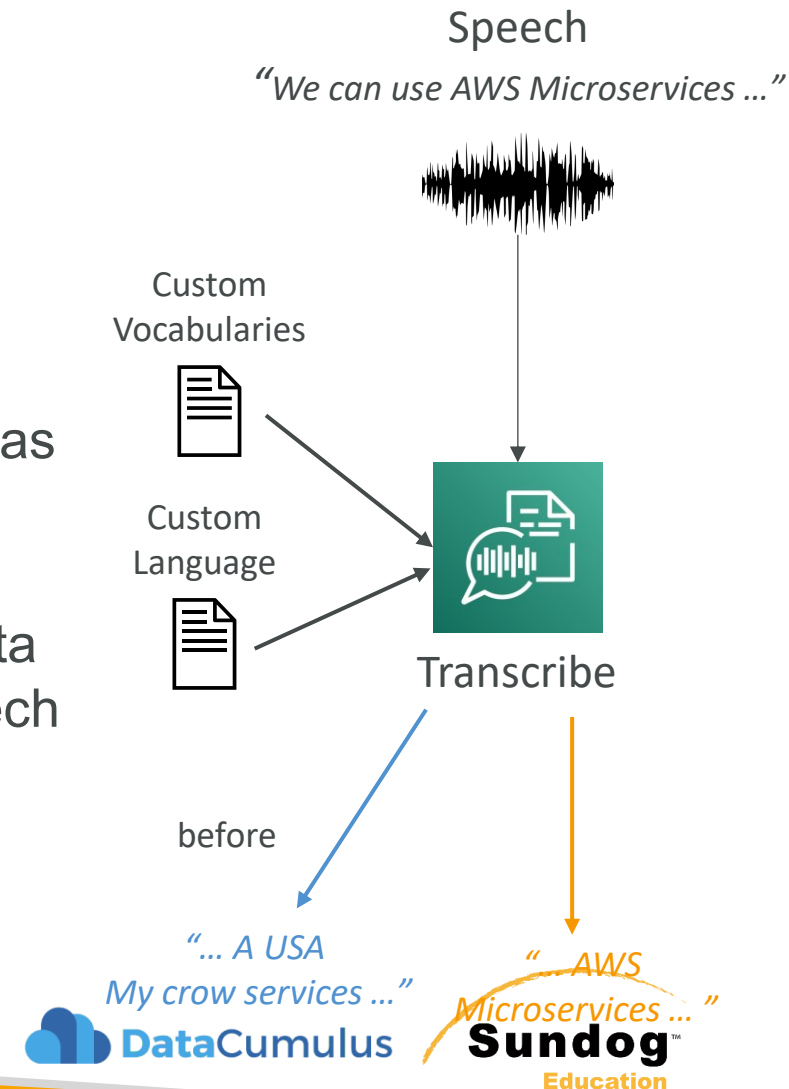 Speech
“We can use AWS Microservices …”
Custom
Vocabularies
as
Custom
Language
ta
ech
Transcribe
before
“… A USA
My crow services …”
“… AWS
Microservices … ”
DataCumulus
Sundog™
Education